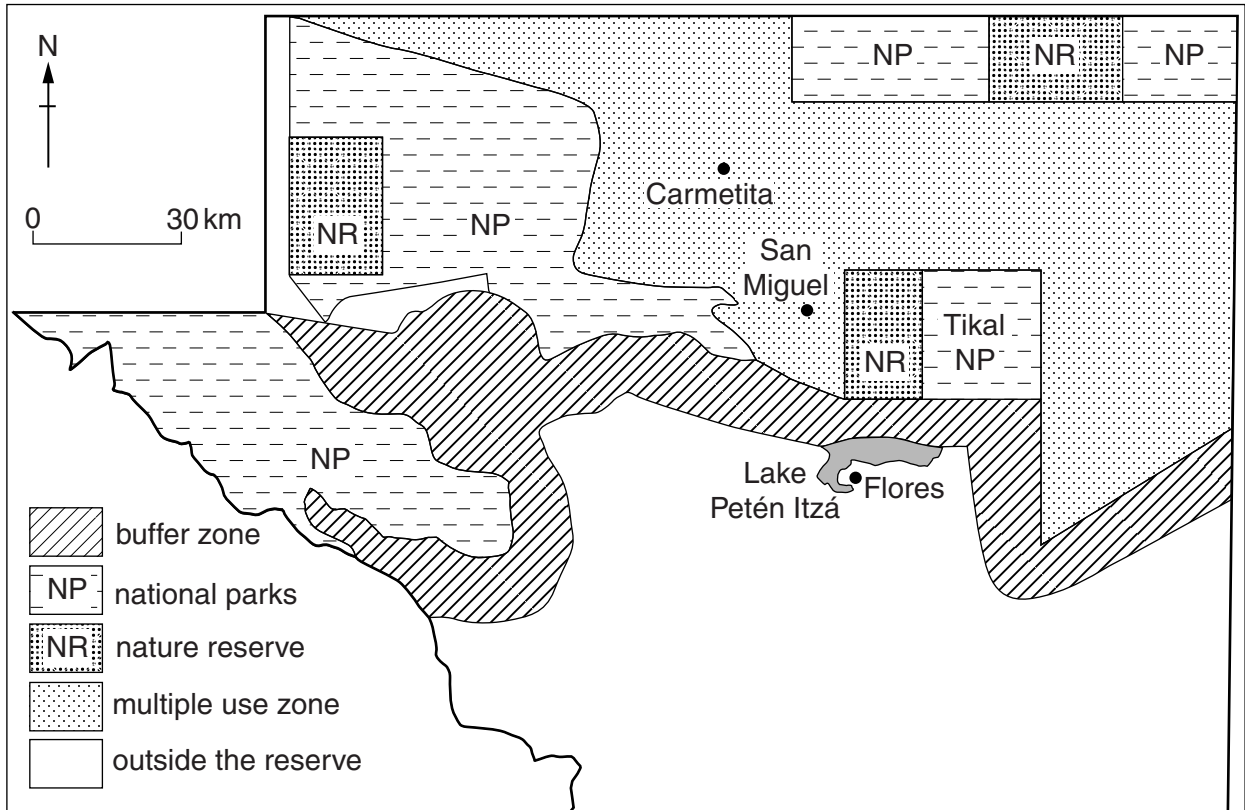 N
0 30 km
NP
NR
NP
Carmetita
NR
NP
San
Miguel
Tikal
NP
NR
NP
Lake
Petén Itzá
Flores
buffer zone
NP national parks
NR nature reserve
multiple use zone
outside the reserve